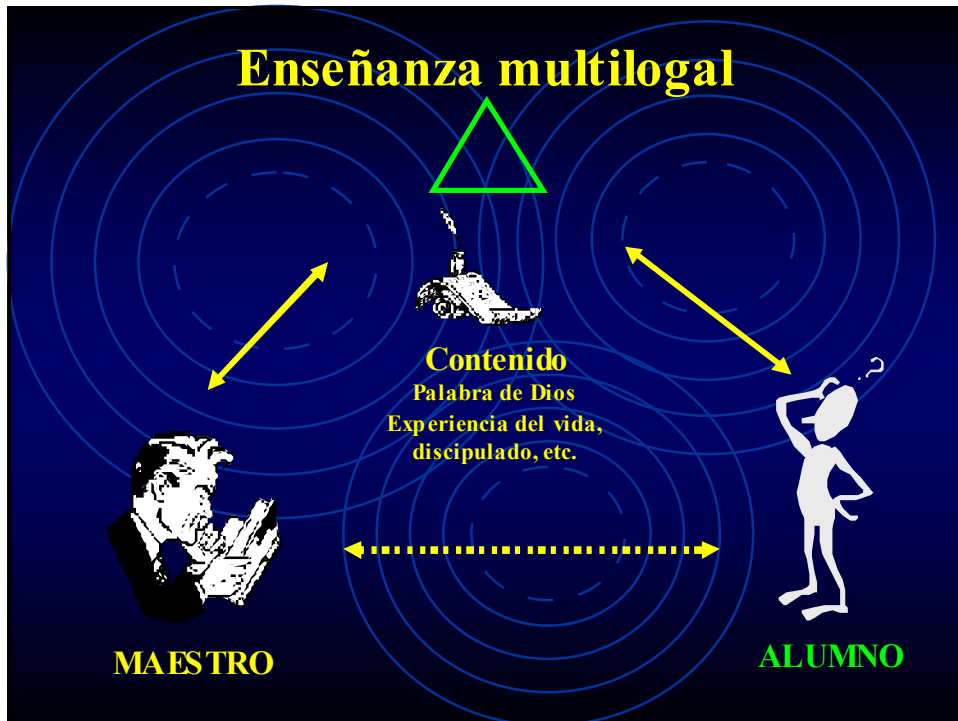 Enseñanza multilogal
Contenido
Palabra de Dios
Experiencia del vida,
discipulado, etc.
?
MAESTRO
ALUMNO